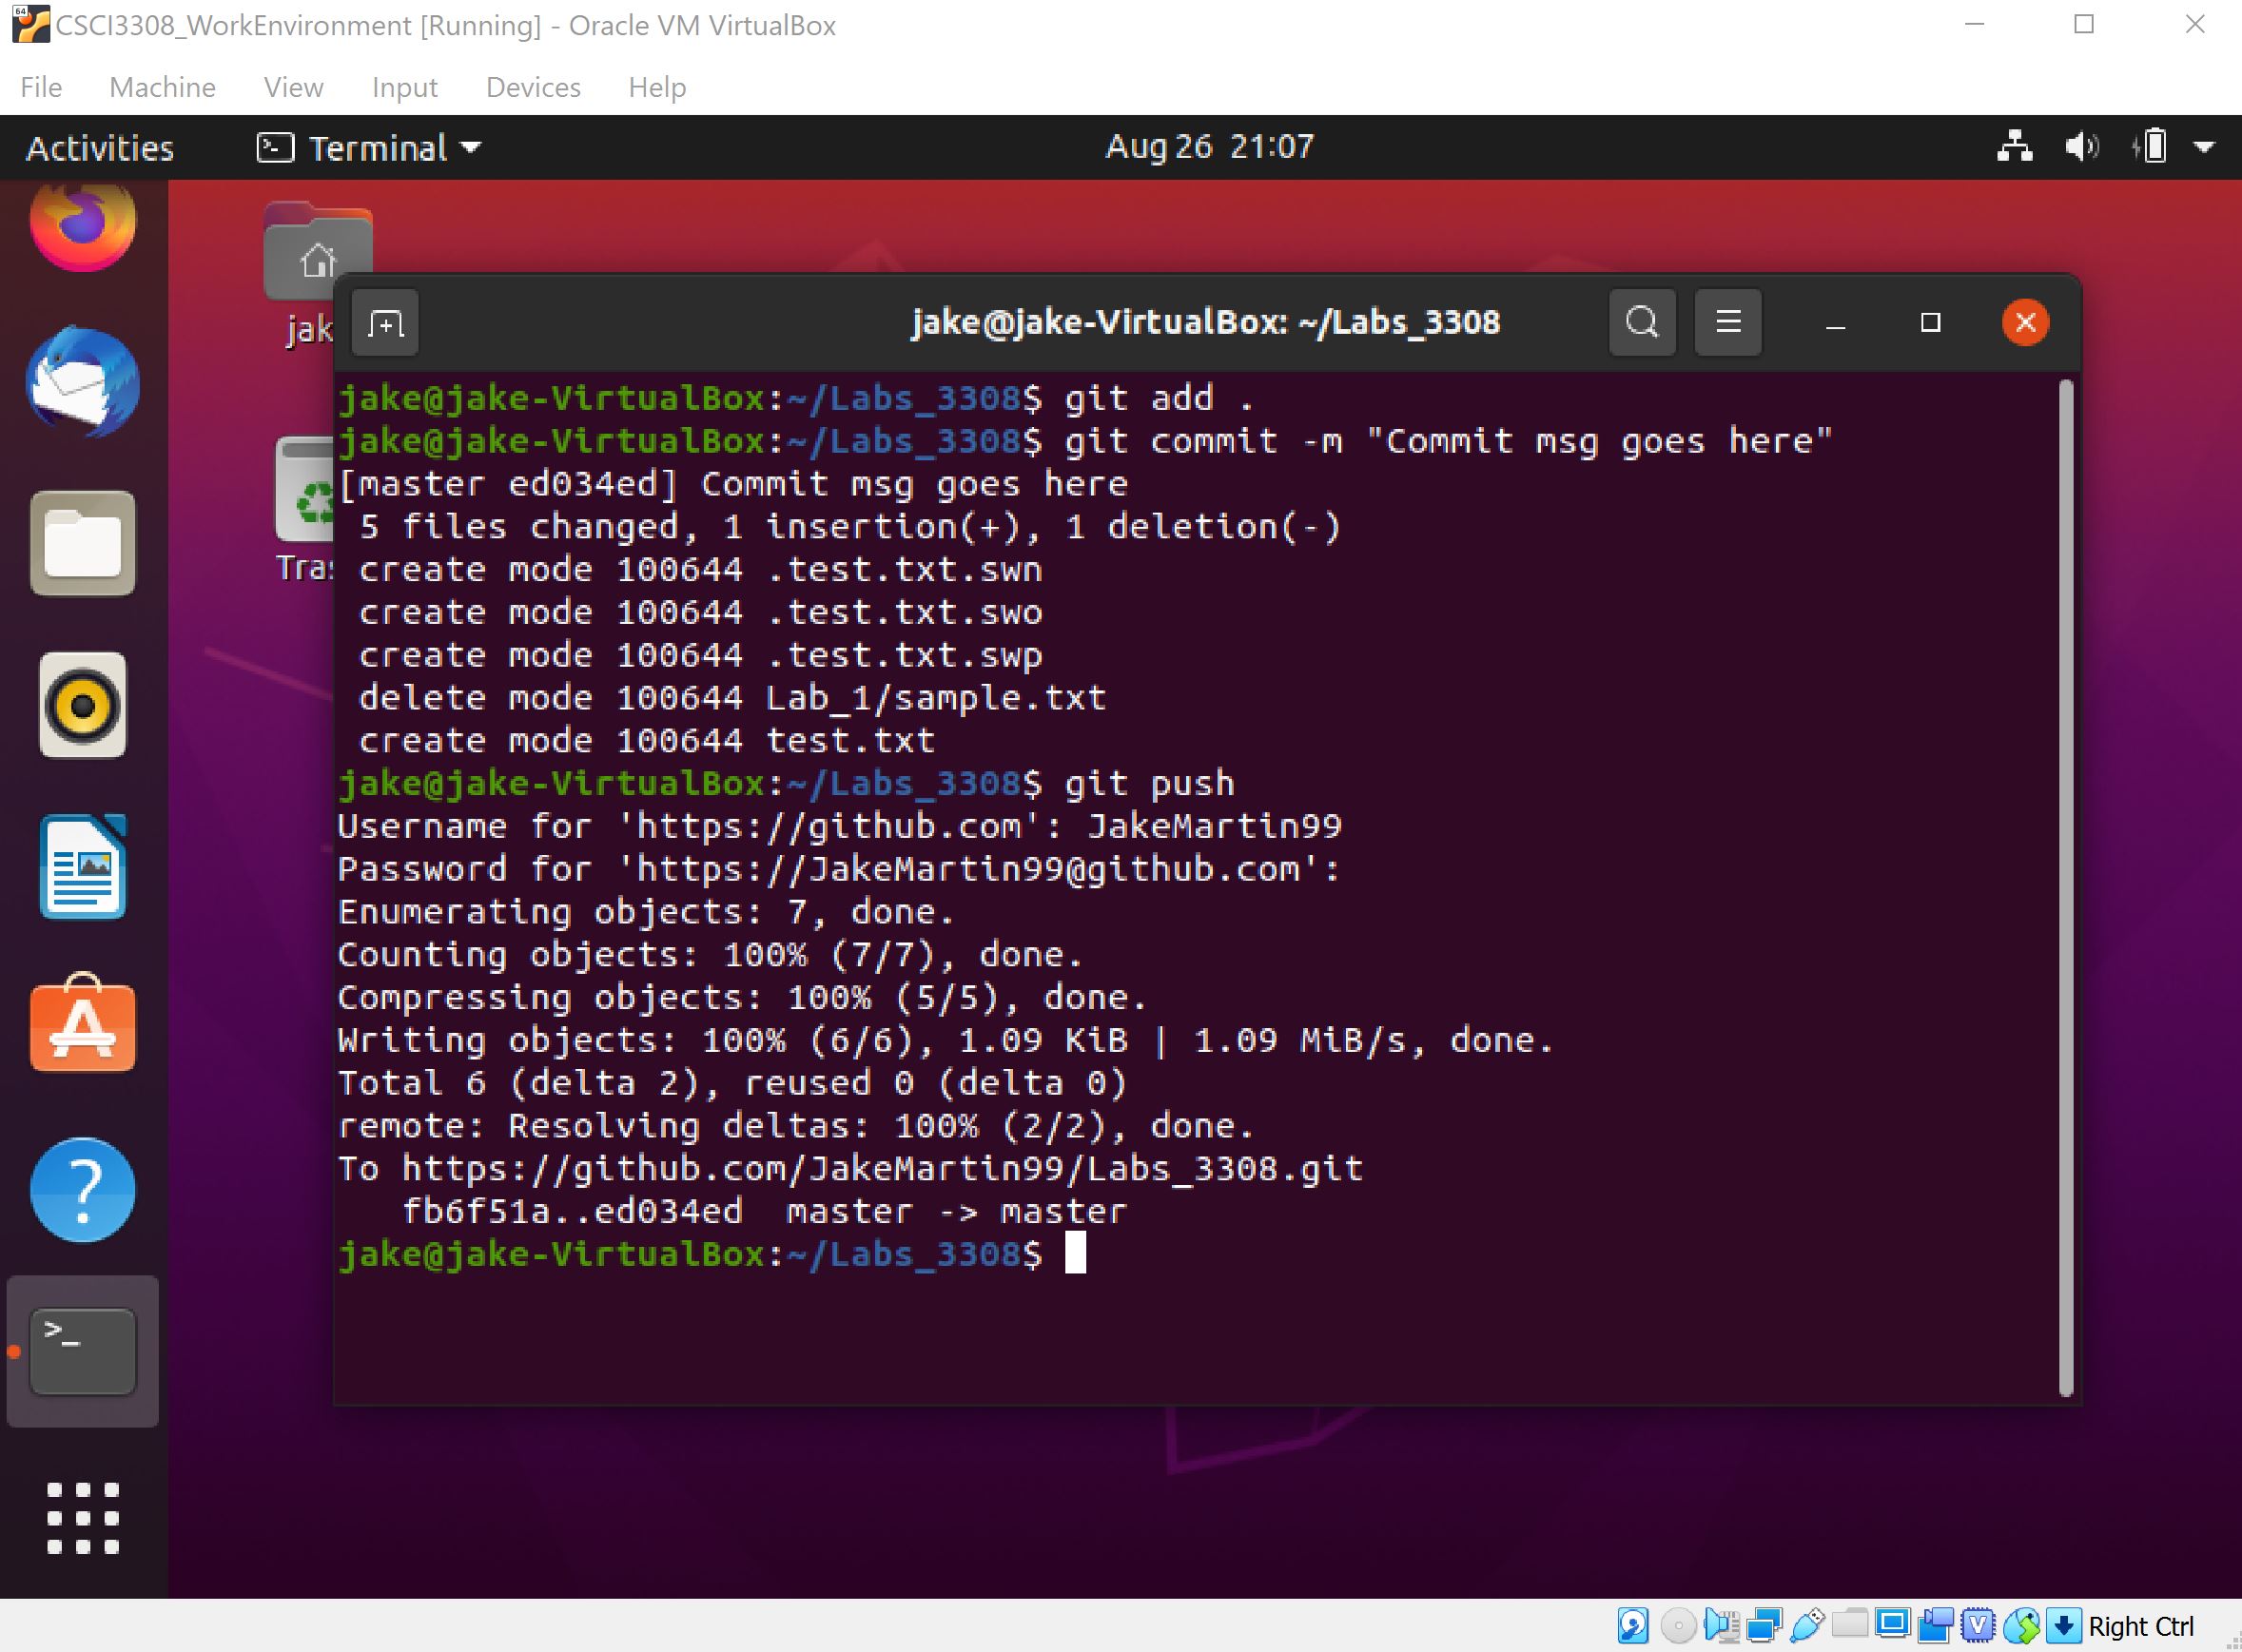 64
CSCI3308_WorkEnvironment [Running] - Oracle VM VirtualBox
File Machine View Input Devices Help
Activities Terminal Aug 26 21:07
jak
Tras
jake@jake-VirtualBox: ~/Labs_3308
jake@jake-VirtualBox:~/Labs_3308$ git add .
jake@jake-VirtualBox:~/Labs_3308$ git commit -m "Commit msg goes here"
[master ed034ed] Commit msg goes here
 5 files changed, 1 insertion(+), 1 deletion(-)
 create mode 100644 .test.txt.swn
 create mode 100644 .test.txt.swo
 create mode 100644 .test.txt.swp
 delete mode 100644 Lab_1/sample.txt
 create mode 100644 test.txt
jake@jake-VirtualBox:~/Labs_3308$ git push
Username for 'https://github.com': JakeMartin99
Password for 'https://JakeMartin99@github.com':
Enumerating objects: 7, done.
Counting objects: 100% (7/7), done.
Compressing objects: 100% (5/5), done.
Writing objects: 100% (6/6), 1.09 KiB | 1.09 MiB/s, done.
Total 6 (delta 2), reused 0 (delta 0)
remote: Resolving deltas: 100% (2/2), done.
To https://github.com/JakeMartin99/Labs_3308.git
   fb6f51a..ed034ed  master -> master
jake@jake-VirtualBox:~/Labs_3308$
Right Ctrl